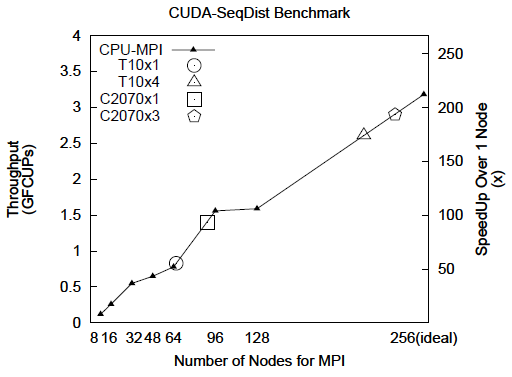 CUDA-SeqDist Benchmark
CPU-MPI
T10x1
T10x4
C2070x1
C2070x3
4
3.5
3
2.5
2
1.5
1
0.5
0
250
200
150
100
50
Throughput
(GFCUPs)
SpeedUp Over 1 Node
(x)
8 16 32 48 64 96 128 256(ideal)
Number of Nodes for MPI